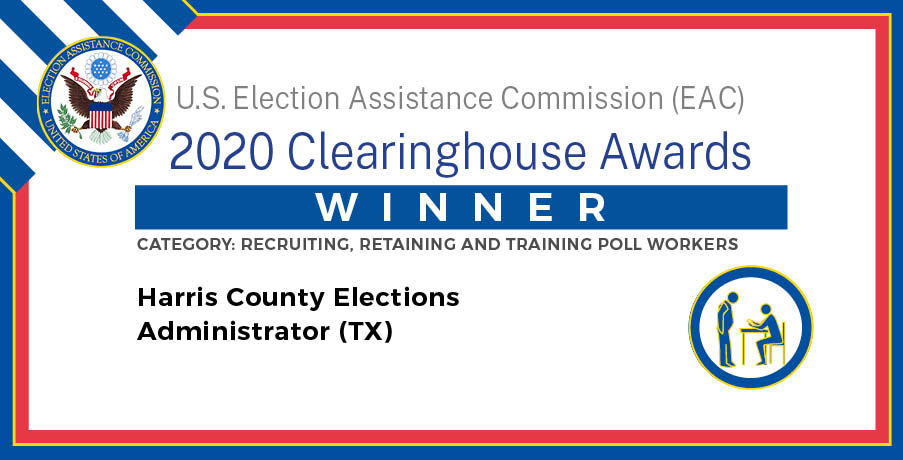 ELECTION ASSISTANCE COMMISSION
UNITED STATES OF AMERICA
U.S. Election Assistance Commission (EAC)
2020 Clearinghouse Awards
WINNER
CATEGORY: RECRUITING, RETAINING AND TRAINING POLL WORKERS
Harris County Elections
Administrator (TX)